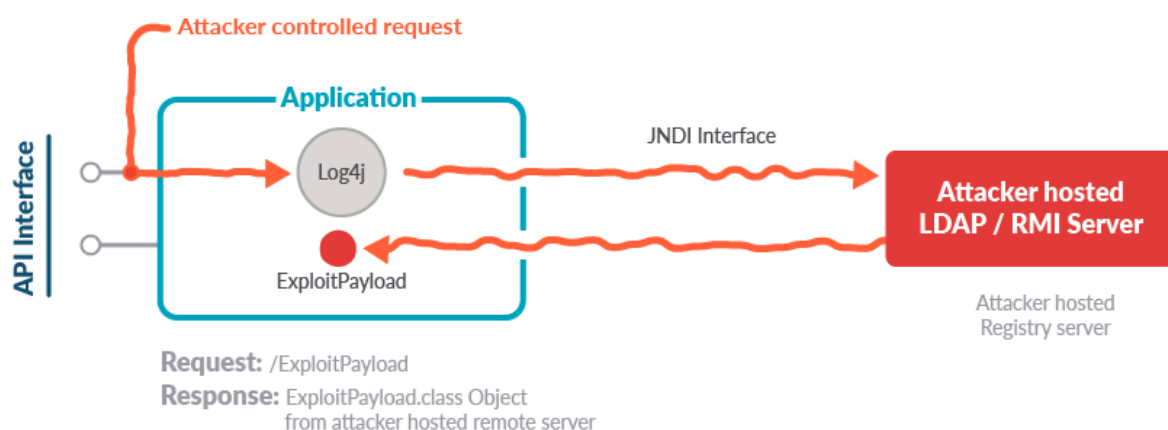 Attacker controlled request
Application
JNDI Interface
API Interface
Log4j
Attacker hosted
LDAP / RMI Server
ExploitPayload
Attacker hosted
Registry server
Request: /ExploitPayload
Response: ExploitPayload.class Object
from attacker hosted remote server